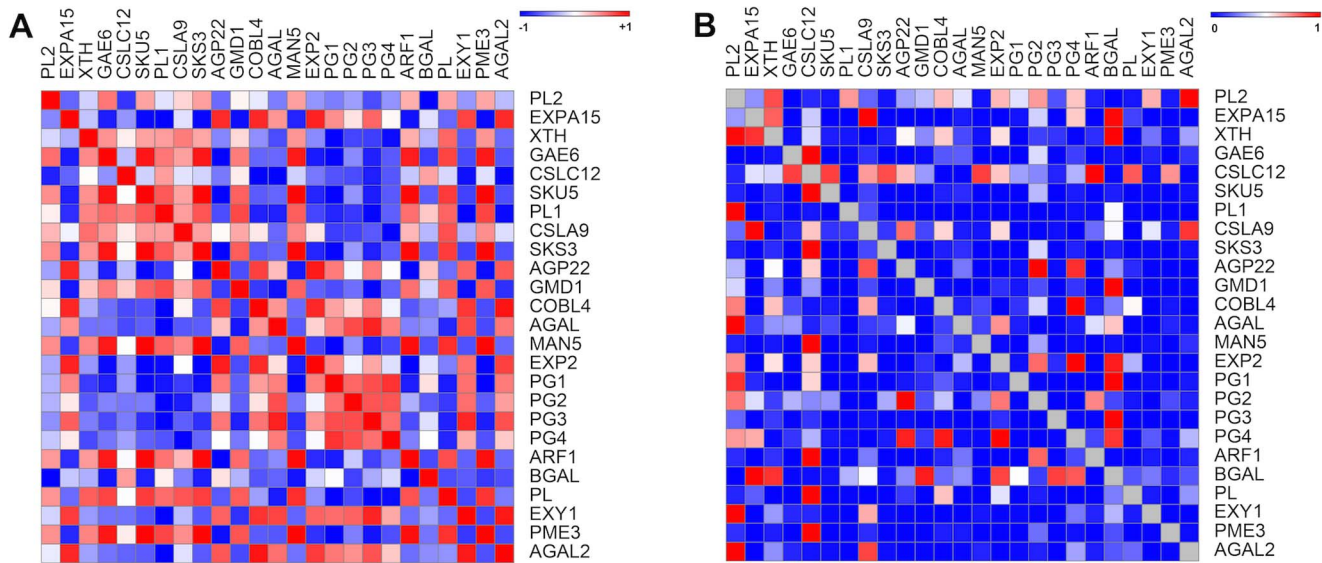 A
-1 +1
PL2 EXPA15 XTH GAE6 CSLC12 SKU5 PL1 CSLA9 SKS3 AGP22 GMD1 COBL4 AGAL MAN5 EXP2 PG1 PG2 PG3 PG4 ARF1 BGAL PL EXY1 PME3 AGAL2
PL2
EXPA15
XTH
GAE6
CSLC12
SKU5
PL1
CSLA9
SKS3
AGP22
GMD1
COBL4
AGAL
MAN5
EXP2
PG1
PG2
PG3
PG4
ARF1
BGAL
PL
EXY1
PME3
AGAL2
B
0 1
PL2 EXPA15 XTH GAE6 CSLC12 SKU5 PL1 CSLA9 SKS3 AGP22 GMD1 COBL4 AGAL MAN5 EXP2 PG1 PG2 PG3 PG4 ARF1 BGAL PL EXY1 PME3 AGAL2
PL2
EXPA15
XTH
GAE6
CSLC12
SKU5
PL1
CSLA9
SKS3
AGP22
GMD1
COBL4
AGAL
MAN5
EXP2
PG1
PG2
PG3
PG4
ARF1
BGAL
PL
EXY1
PME3
AGAL2